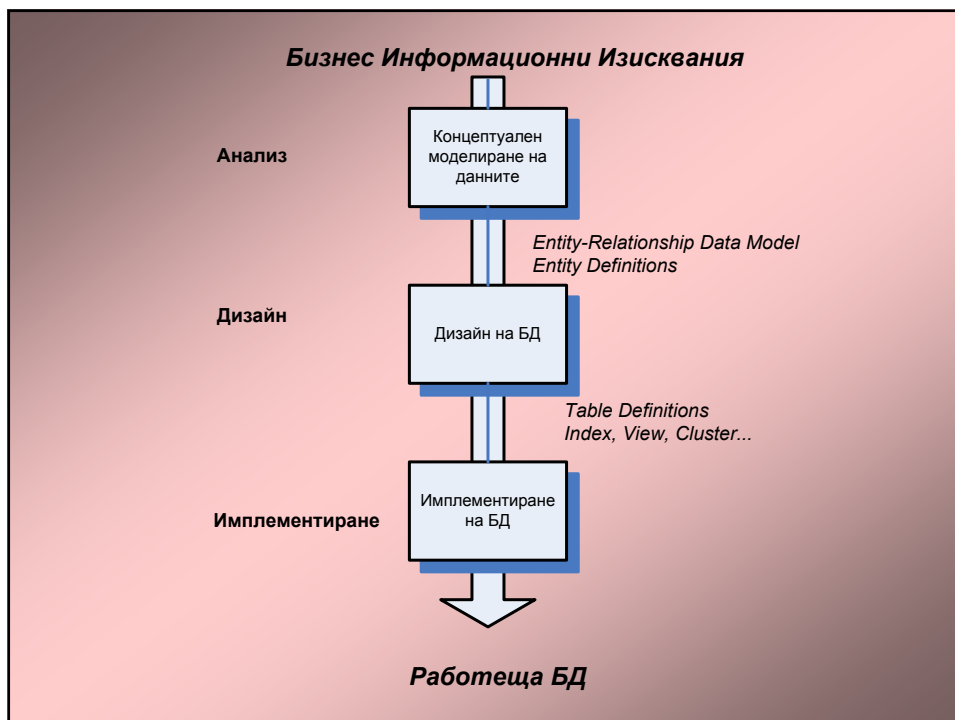 Бизнес Информационни Изисквания
Анализ
Концептуален
моделиране на
данните
Entity-Relationship Data Model
Entity Definitions
Дизайн
Дизайн на БД
Table Definitions
Index, View, Cluster...
Имплементиране
Имплементиране
на БД
Работеща БД